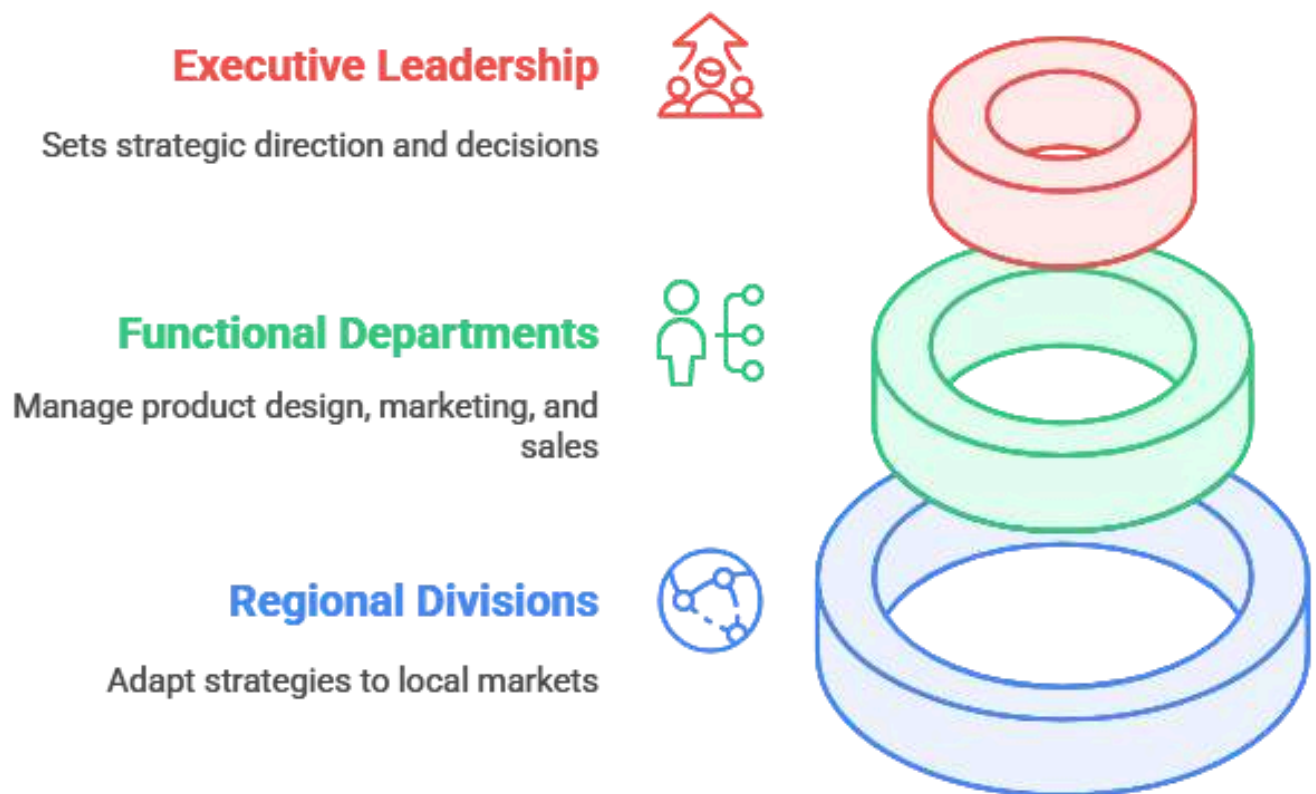 Executive Leadership
Sets strategic direction and decisions
Functional Departments
Manage product design, marketing, and
sales
Regional Divisions
Adapt strategies to local markets